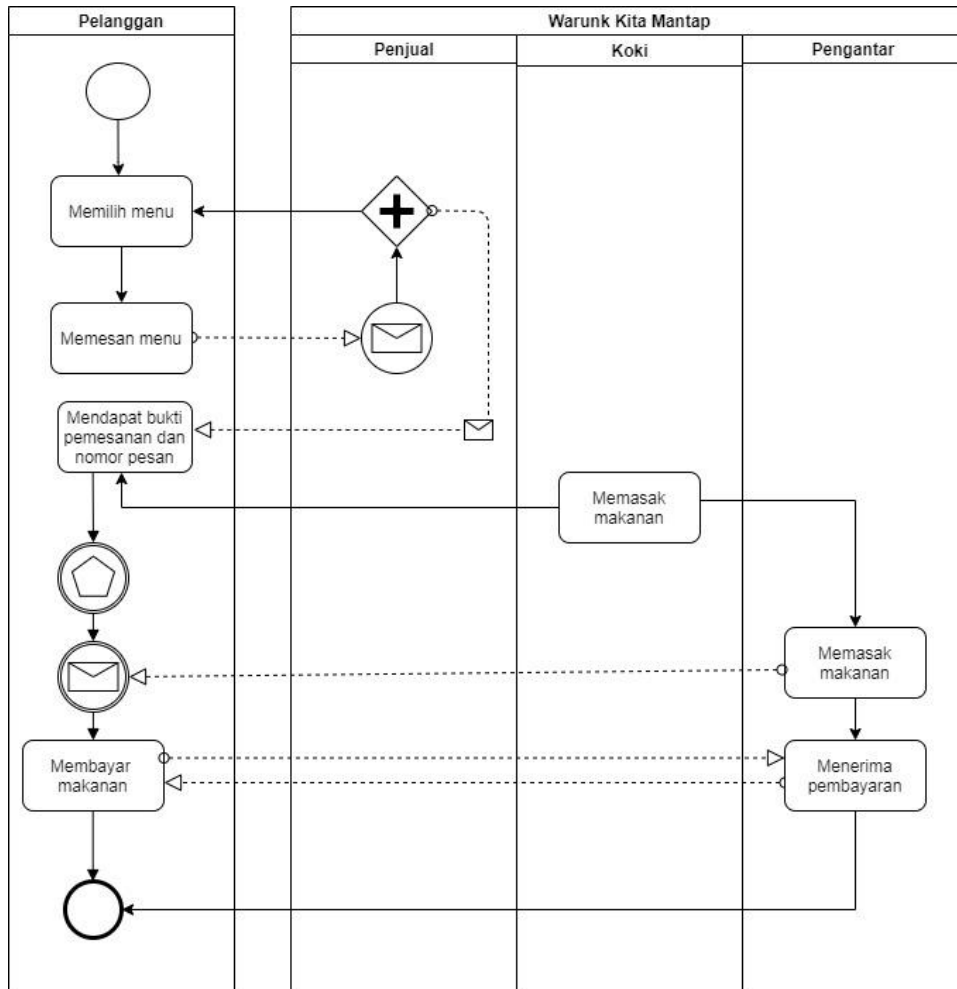 Pelanggan
Warunk Kita Mantap
Penjual
Koki
Pengantar
Memilih menu
Memesan menu
Mendapat bukti
pemesanan dan
nomor pesan
Memasak
makanan
Memasak
makanan
Membayar
makanan
Menerima
pembayaran